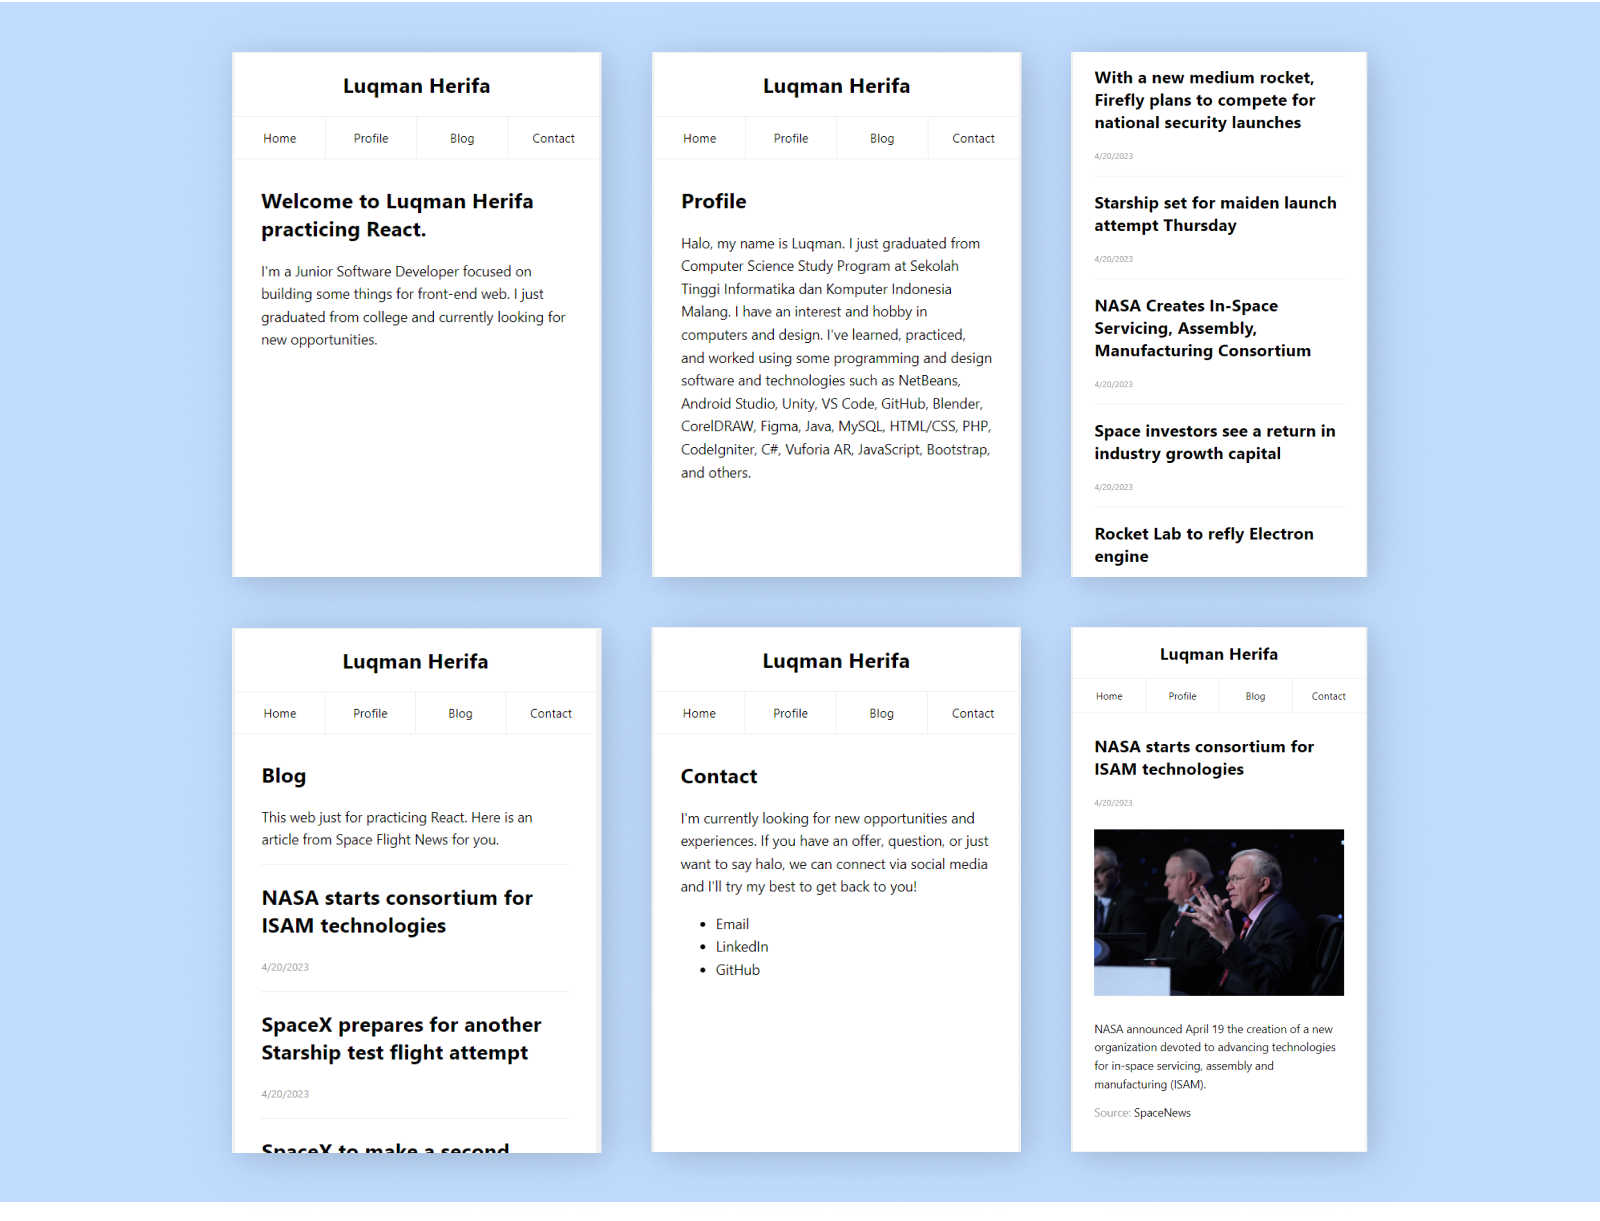 Luqman Herifa
Home Profile Blog Contact
Welcome to Luqman Herifa
practicing React.
I'm a Junior Software Developer focused on
building some things for front-end web. I just
graduated from college and currently looking for
new opportunities.
Luqman Herifa
Home Profile Blog Contact
Profile
Halo, my name is Luqman. I just graduated from
Computer Science Study Program at Sekolah
Tinggi Informatika dan Komputer Indonesia
Malang. I have an interest and hobby in
computers and design. I've learned, practiced,
and worked using some programming and design
software and technologies such as NetBeans,
Android Studio, Unity, VS Code, GitHub, Blender,
CorelDRAW, Figma, Java, MySQL, HTML/CSS, PHP,
CodeIgniter, C#, Vuforia AR, JavaScript, Bootstrap,
and others.
With a new medium rocket,
Firefly plans to compete for
national security launches
4/20/2023
Starship set for maiden launch
attempt Thursday
4/20/2023
NASA Creates In-Space
Servicing, Assembly,
Manufacturing Consortium
4/20/2023
Space investors see a return in
industry growth capital
4/20/2023
Rocket Lab to refly Electron
engine
Luqman Herifa
Home Profile Blog Contact
Blog
This web just for practicing React. Here is an
article from Space Flight News for you.
NASA starts consortium for
ISAM technologies
4/20/2023
SpaceX prepares for another
Starship test flight attempt
4/20/2023
SpaceX to make a second
Luqman Herifa
Home Profile Blog Contact
Contact
I'm currently looking for new opportunities and
experiences. If you have an offer, question, or just
want to say halo, we can connect via social media
and I'll try my best to get back to you!
• Email
• LinkedIn
• GitHub
Luqman Herifa
Home Profile Blog Contact
NASA starts consortium for
ISAM technologies
4/20/2023
NASA announced April 19 the creation of a new
organization devoted to advancing technologies
for in-space servicing, assembly and
manufacturing (ISAM).
Source: SpaceNews